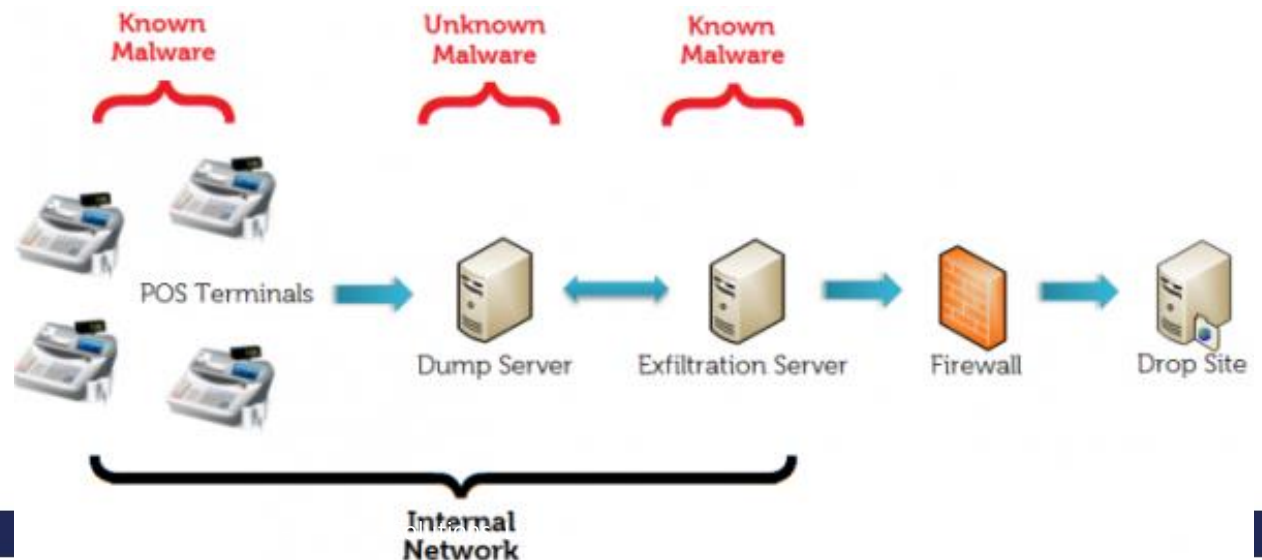 Known
Malware
Unknown
Malware
Known
Malware
POS Terminals
Dump Server
Exfiltration Server
Firewall
Drop Site
Internal
Network